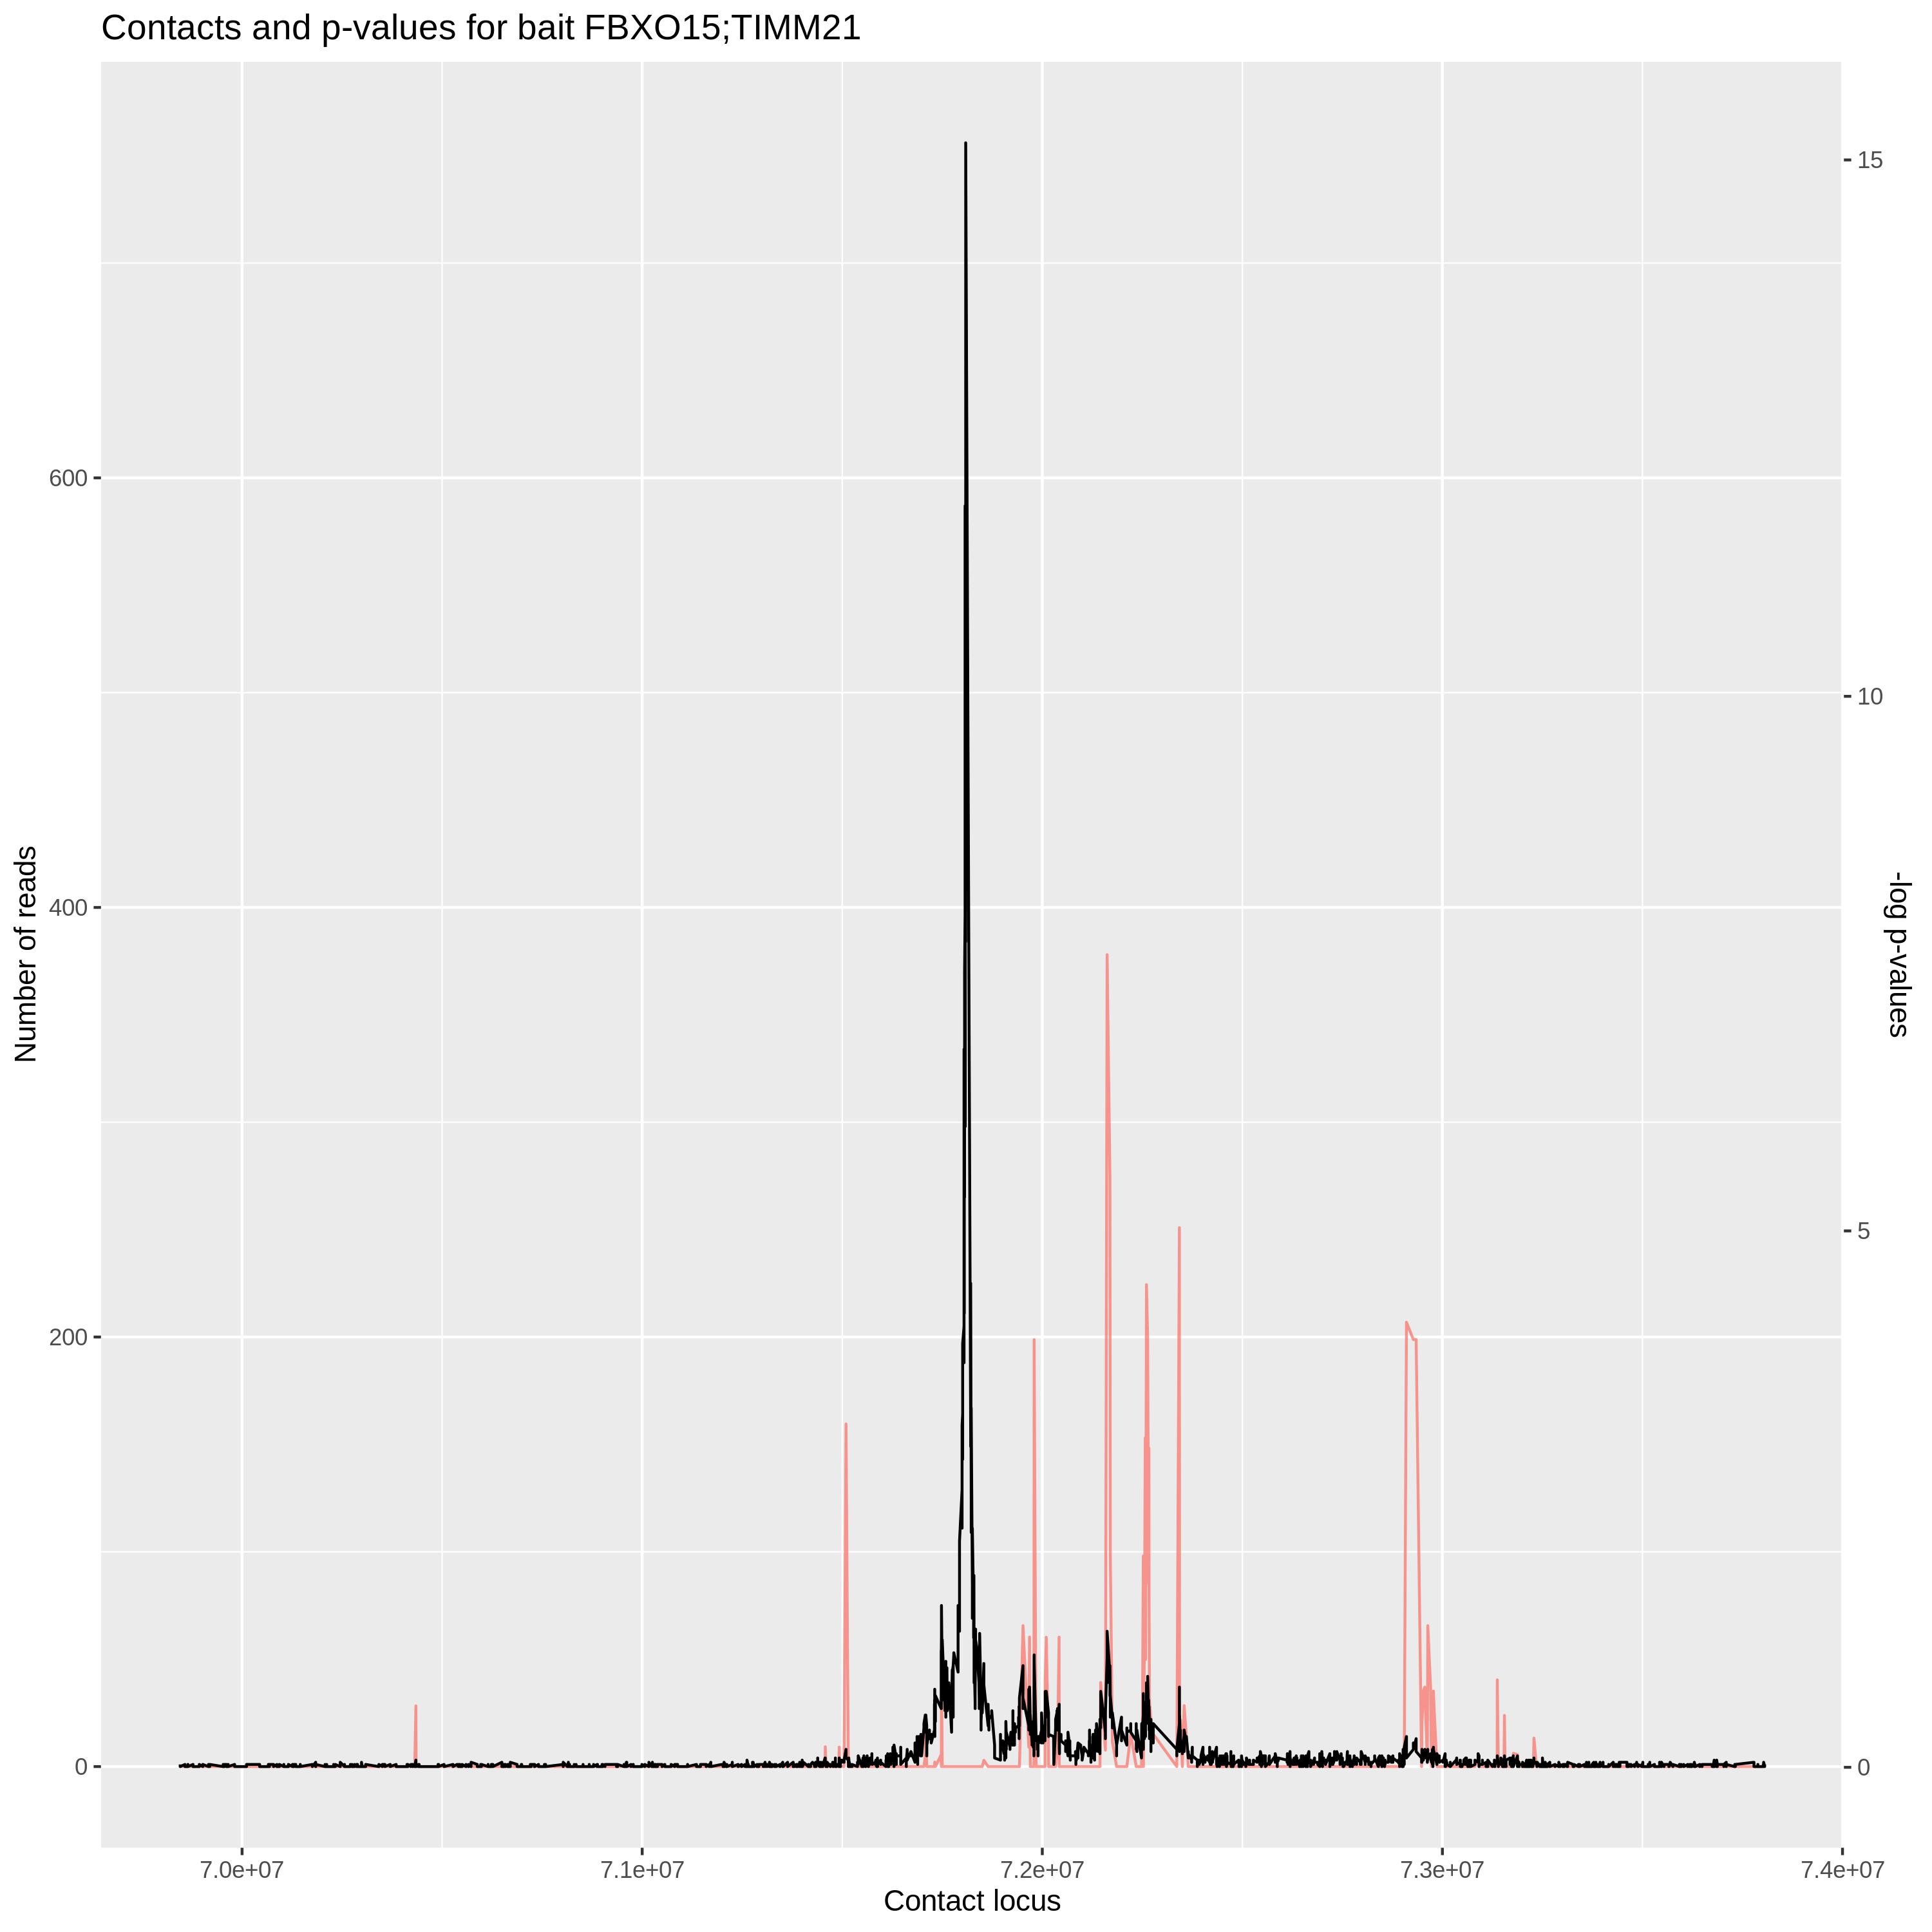 Contacts and p-values for bait FBXO15;TIMM21
Number of reads
600
400
200
0
15
10
5
0
-log p-values
7.0e+07
7.1e+07
7.2e+07
7.3e+07
7.4e+07
Contact locus